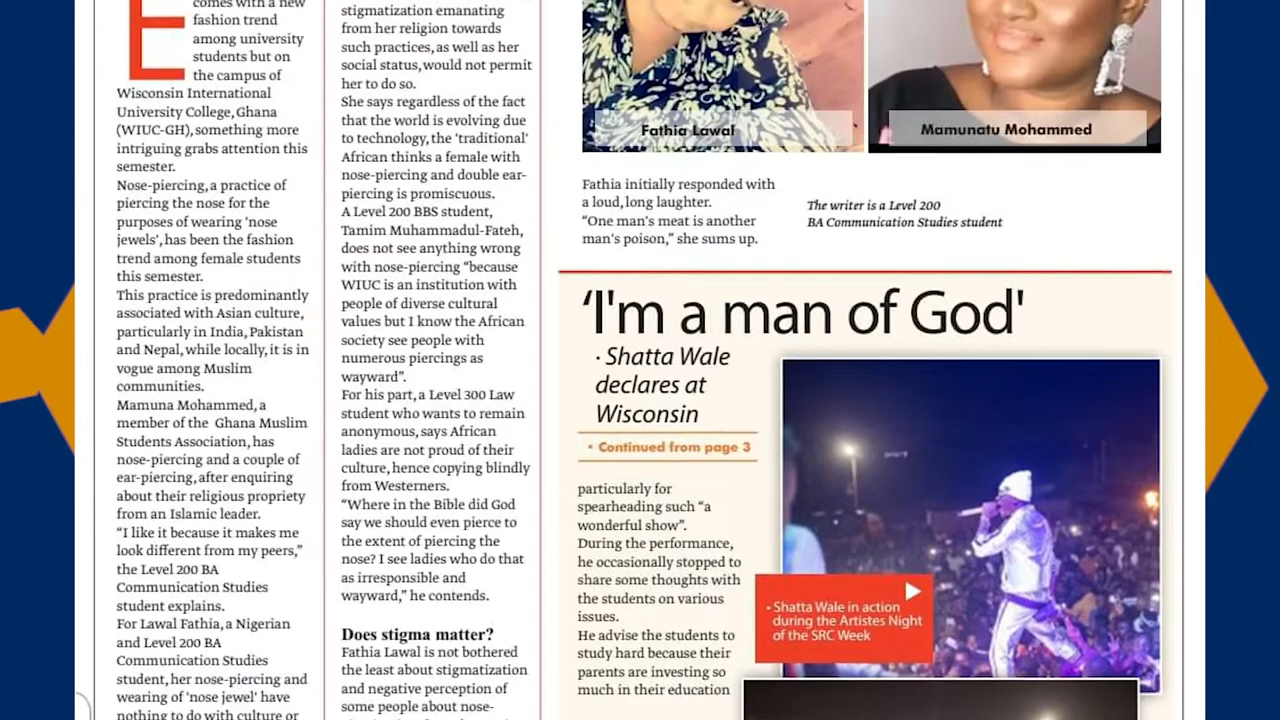 E
comes with a new
fashion trend
among university
students but on
the campus of
Wisconsin International
University College, Ghana
(WIUC-GH), something more
intriguing grabs attention this
semester.
Nose-piercing, a practice of
piercing the nose for the
purposes of wearing 'nose
jewels', has been the fashion
trend among female students
this semester.
This practice is predominantly
associated with Asian culture,
particularly in India, Pakistan
and Nepal, while locally, it is in
vogue among Muslim
communities.
Mamuna Mohammed, a
member of the Ghana Muslim
Students Association, has
nose-piercing and a couple of
ear-piercing, after enquiring
about their religious propriety
from an Islamic leader.
“I like it because it makes me
look different from my peers,”
the Level 200 BA
Communication Studies
student explains.
For Lawal Fathia, a Nigerian
and Level 200 BA
Communication Studies
student, her nose-piercing and
wearing of 'nose jewel' have
nothing to do with culture or
stigmatization emanating
from her religion towards
such practices, as well as her
social status, would not permit
her to do so.
She says regardless of the fact
that the world is evolving due
to technology, the 'traditional'
African thinks a female with
nose-piercing and double ear-
piercing is promiscuous.
A Level 200 BBS student,
Tamim Muhammadul-Fateh,
does not see anything wrong
with nose-piercing “because
WIUC is an institution with
people of diverse cultural
values but I know the African
society see people with
numerous piercings as
wayward”.
For his part, a Level 300 Law
student who wants to remain
anonymous, says African
ladies are not proud of their
culture, hence copying blindly
from Westerners.
“Where in the Bible did God
say we should even pierce to
the extent of piercing the
nose? I see ladies who do that
as irresponsible and
wayward,” he contends.
Does stigma matter?
Fathia Lawal is not bothered
the least about stigmatization
and negative perception of
some people about nose-
Fathia Lawal
Mamunatu Mohammed
Fathia initially responded with
a loud, long laughter.
“One man's meat is another
man's poison,” she sums up.
The writer is a Level 200
BA Communication Studies student
‘I'm a man of God'
· Shatta Wale
declares at
Wisconsin
• Continued from page 3
particularly for
spearheading such “a
wonderful show”.
During the performance,
he occasionally stopped to
share some thoughts with
the students on various
issues.
He advise the students to
study hard because their
parents are investing so
much in their education
• Shatta Wale in action
during the Artistes Night
of the SRC Week